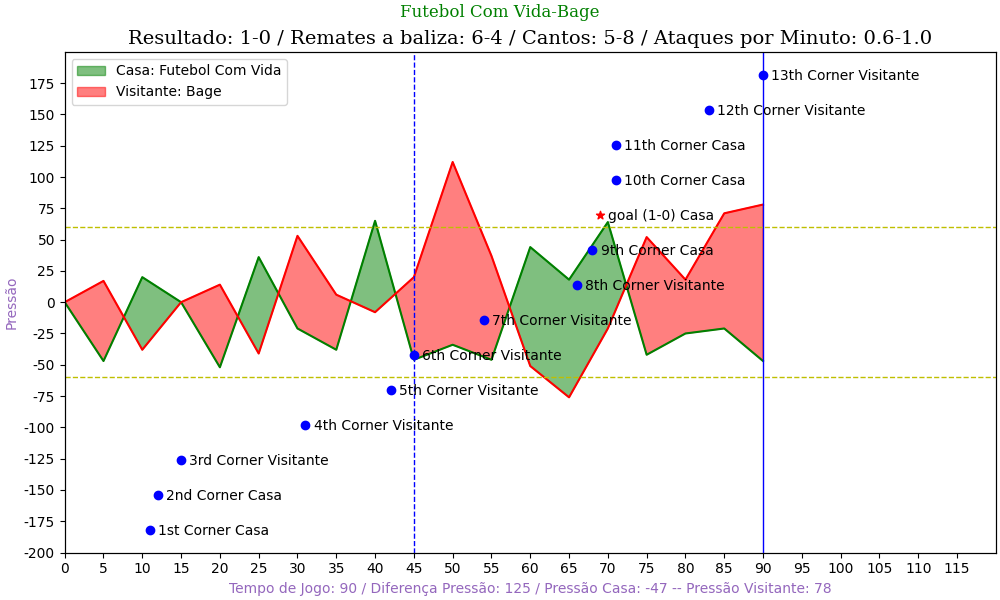 Futebol Com Vida-Bage
Resultado: 1-0 / Remates a baliza: 6-4 / Cantos: 5-8 / Ataques por Minuto: 0.6-1.0
Casa: Futebol Com Vida
Visitante: Bage
13th Corner Visitante
12th Corner Visitante
11th Corner Casa
10th Corner Casa
goal (1-0) Casa
9th Corner Casa
8th Corner Visitante
7th Corner Visitante
6th Corner Visitante
5th Corner Visitante
4th Corner Visitante
3rd Corner Visitante
2nd Corner Casa
1st Corner Casa
Pressão
175
150
125
100
75
50
25
0
-25
-50
-75
-100
-125
-150
-175
-200
0 5 10 15 20 25 30 35 40 45 50 55 60 65 70 75 80 85 90 95 100 105 110 115
Tempo de Jogo: 90 / Diferença Pressão: 125 / Pressão Casa: -47 -- Pressão Visitante: 78